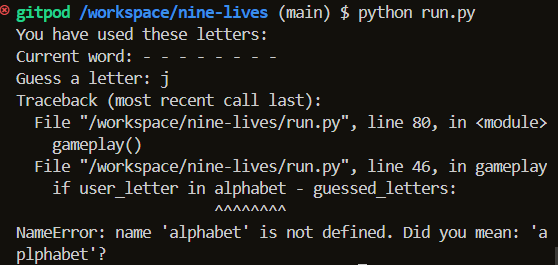 gitpod /workspace/nine-lives (main) $ python run.py
You have used these letters:
Current word: - - - - - - - -
Guess a letter: j
Traceback (most recent call last):
  File "/workspace/nine-lives/run.py", line 80, in <module>
    gameplay()
  File "/workspace/nine-lives/run.py", line 46, in gameplay
    if user_letter in alphabet - guessed_letters:
                      ^^^^^^^^
NameError: name 'alphabet' is not defined. Did you mean: 'a
plphabet'?